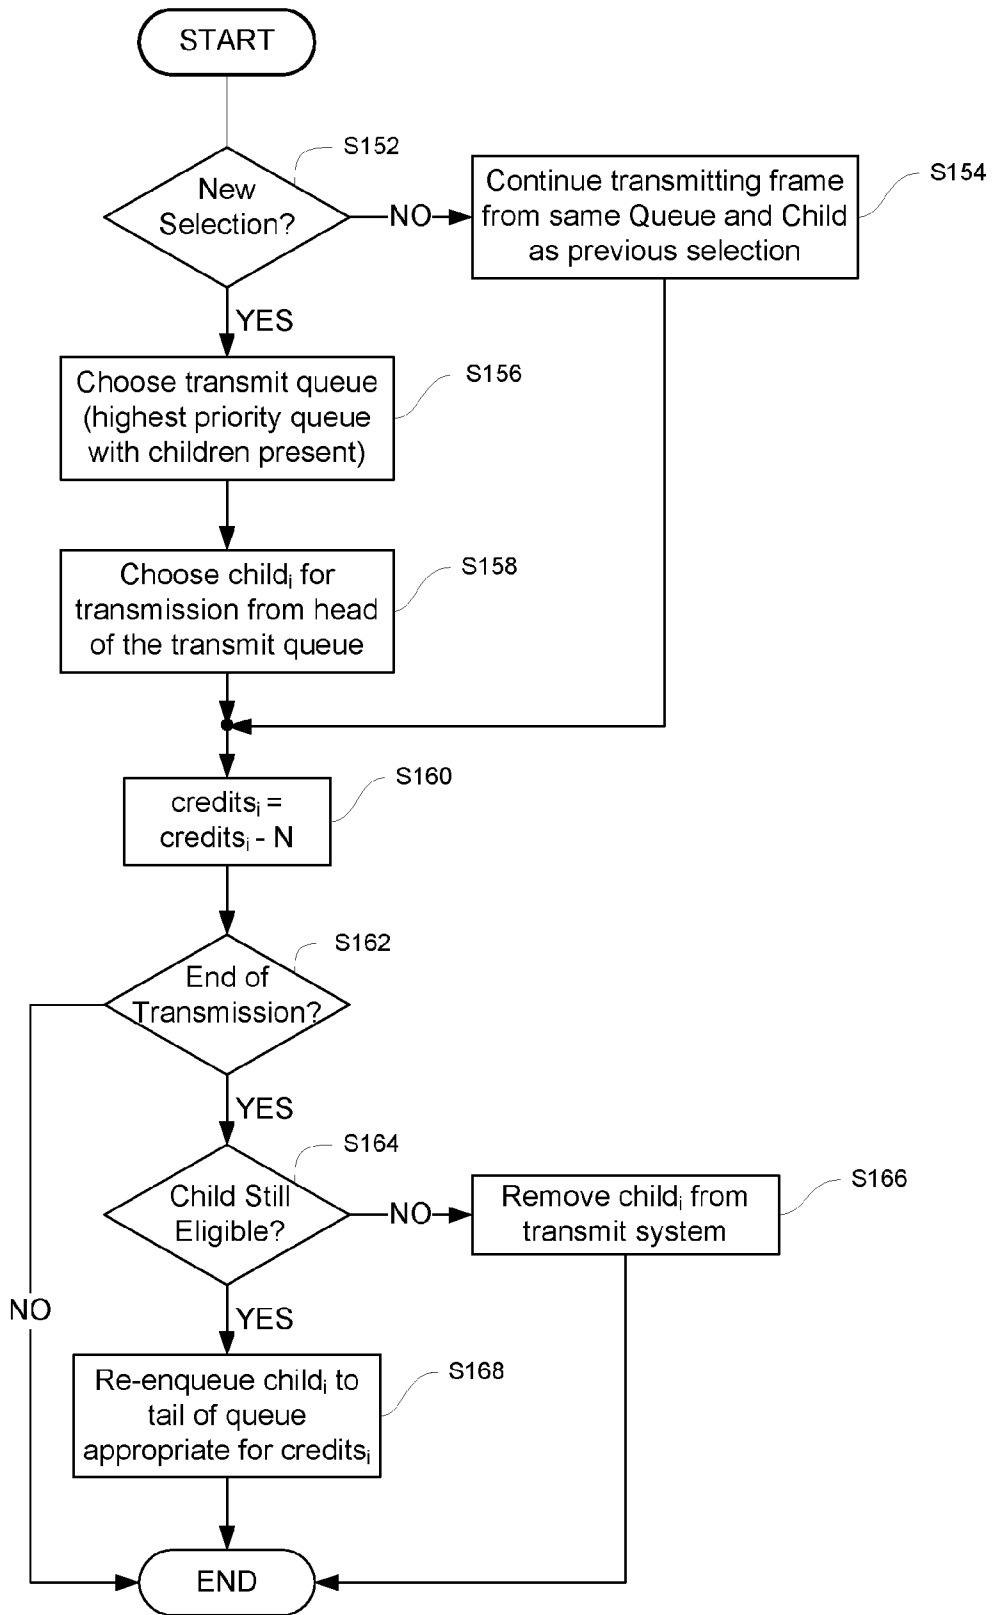 START
S152
New
Selection?
NO
Continue transmitting frame
from same Queue and Child
as previous selection
S154
YES
Choose transmit queue
(highest priority queue
with children present)
S156
Choose childᵢ for
transmission from head
of the transmit queue
S158
creditsᵢ =
creditsᵢ - N
S160
End of
Transmission?
S162
YES
Child Still
Eligible?
S164
NO
Remove childᵢ from
transmit system
S166
NO
YES
Re-enqueue childᵢ to
tail of queue
appropriate for creditsᵢ
S168
END